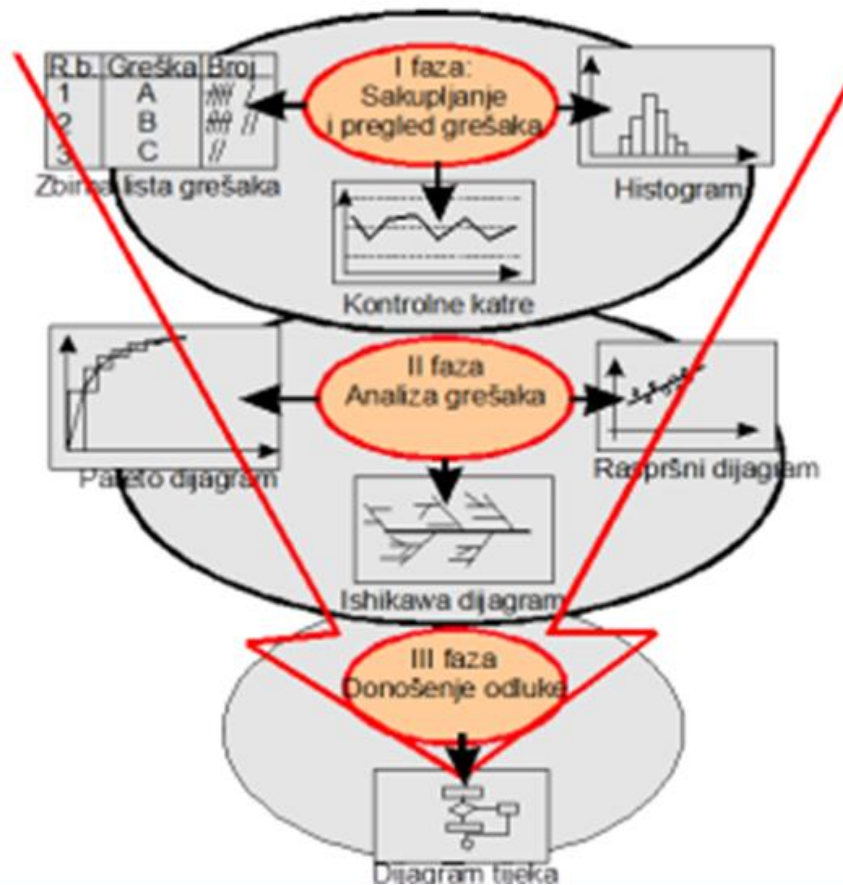 R.b. Greška Broj
1 A
2 B
3 C
Zbirna lista grešaka
I faza:
Sakupljanje
i pregled grešaka
Histogram
Kontrolne katre
II faza
Analiza grešaka
Pareto dijagram
Raspršni dijagram
Ishikawa dijagram
III faza
Donošenje odluke
Dijagram tijeka